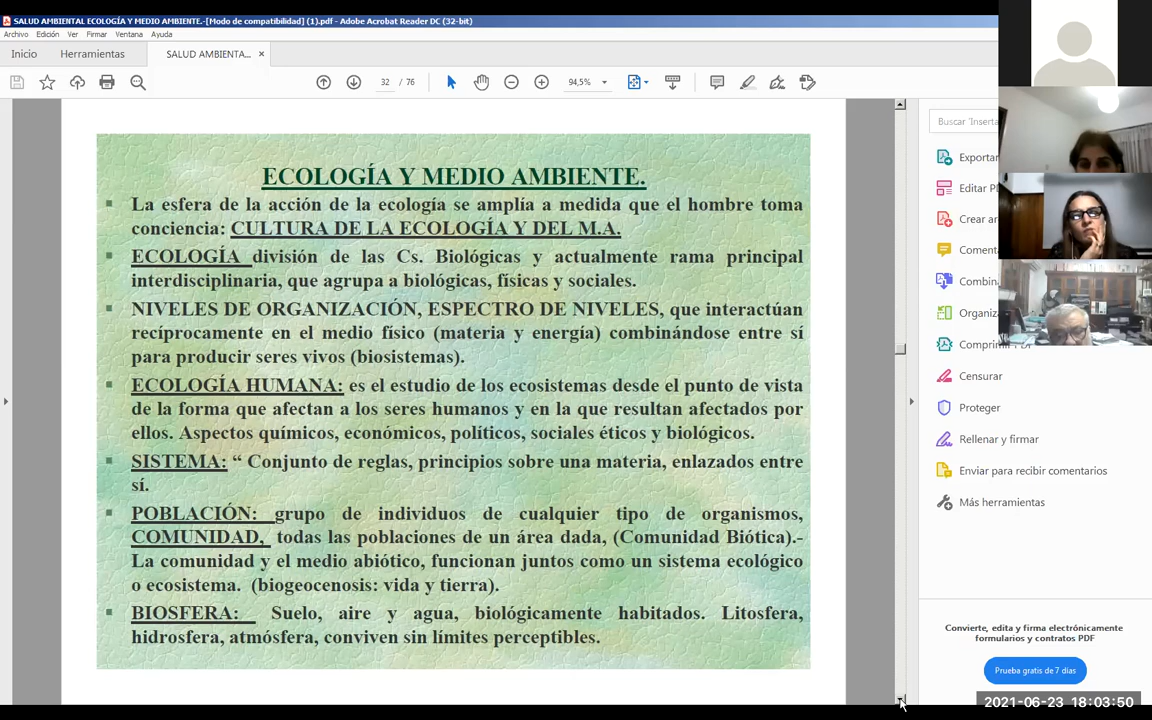 SALUD AMBIENTAL ECOLOGÍA Y MEDIO AMBIENTE.-[Modo de compatibilidad] (1).pdf - Adobe Acrobat Reader DC (32-bit)
Archivo Edición Ver Firmar Ventana Ayuda
Inicio Herramientas SALUD AMBIENTA... ×
32 / 76 94,5%
ECOLOGÍA Y MEDIO AMBIENTE.
La esfera de la acción de la ecología se amplía a medida que el hombre toma
conciencia: CULTURA DE LA ECOLOGÍA Y DEL M.A.
ECOLOGÍA división de las Cs. Biológicas y actualmente rama principal
interdisciplinaria, que agrupa a biológicas, físicas y sociales.
NIVELES DE ORGANIZACIÓN, ESPECTRO DE NIVELES, que interactúan
recíprocamente en el medio físico (materia y energía) combinándose entre sí
para producir seres vivos (biosistemas).
ECOLOGÍA HUMANA: es el estudio de los ecosistemas desde el punto de vista
de la forma que afectan a los seres humanos y en la que resultan afectados por
ellos. Aspectos químicos, económicos, políticos, sociales éticos y biológicos.
SISTEMA: “ Conjunto de reglas, principios sobre una materia, enlazados entre
sí.
POBLACIÓN: grupo de individuos de cualquier tipo de organismos,
COMUNIDAD, todas las poblaciones de un área dada, (Comunidad Biótica).-
La comunidad y el medio abiótico, funcionan juntos como un sistema ecológico
o ecosistema. (biogeocenosis: vida y tierra).
BIOSFERA: Suelo, aire y agua, biológicamente habitados. Litosfera,
hidrosfera, atmósfera, conviven sin límites perceptibles.
Buscar 'Inserta
Exportar
Editar PD
Crear ar
Comenta
Combin
Organiza
Comprimir PDF
Censurar
Proteger
Rellenar y firmar
Enviar para recibir comentarios
Más herramientas
Convierte, edita y firma electrónicamente
formularios y contratos PDF
Prueba gratis de 7 días
2021-06-23 18:03:50